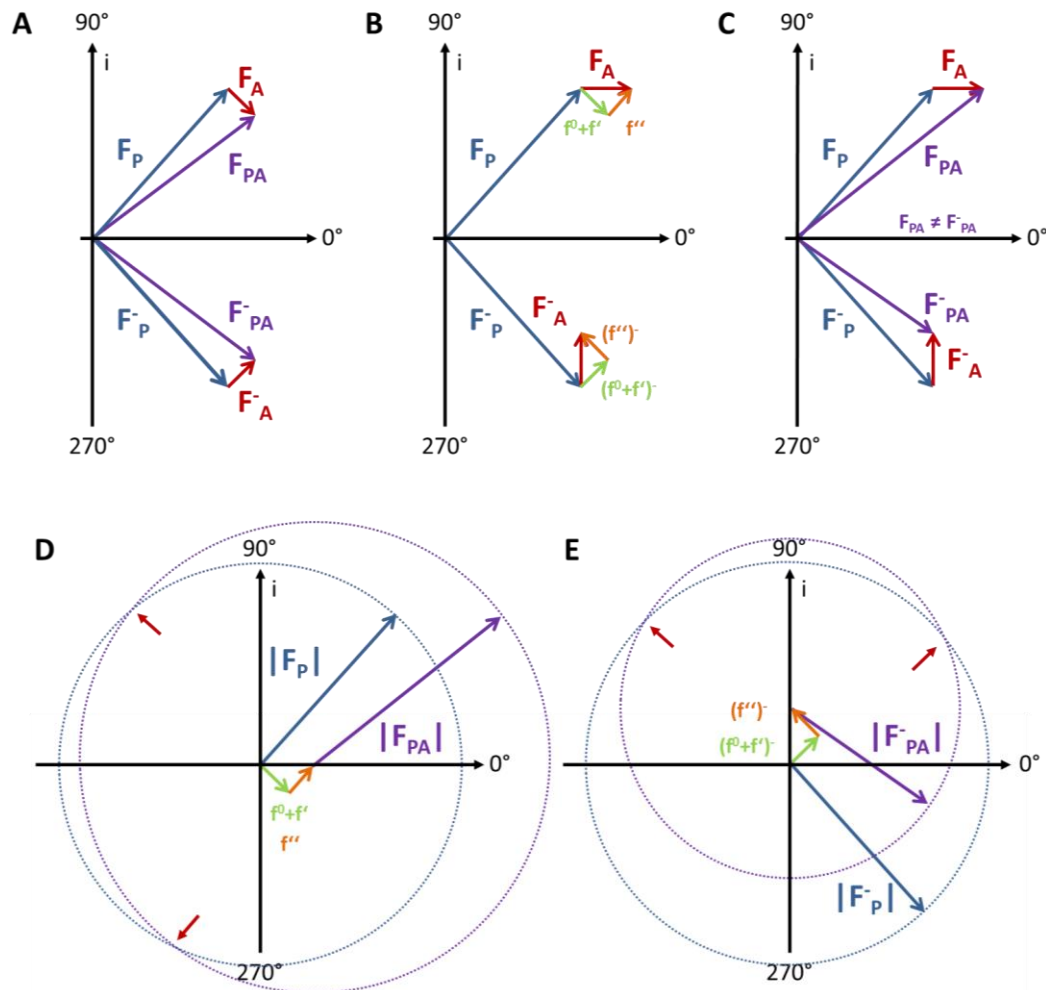 A
90°
i
F_A
F_P
F_PA
0°
F⁻_P
F⁻_PA
F⁻_A
270°
B
90°
i
F_A
f⁰+f‘ f‘‘
F_P
0°
F⁻_P
F⁻_A
(f‘‘)⁻
(f⁰+f‘)⁻
270°
C
90°
i
F_A
F_P
F_PA
F_PA ≠ F⁻_PA
0°
F⁻_P
F⁻_PA
F⁻_A
270°
D
90°
i
|F_P|
|F_PA|
0°
f⁰+f‘
f‘‘
270°
E
90°
i
(f‘‘)⁻
(f⁰+f‘)⁻
|F⁻_PA|
0°
|F⁻_P|
270°